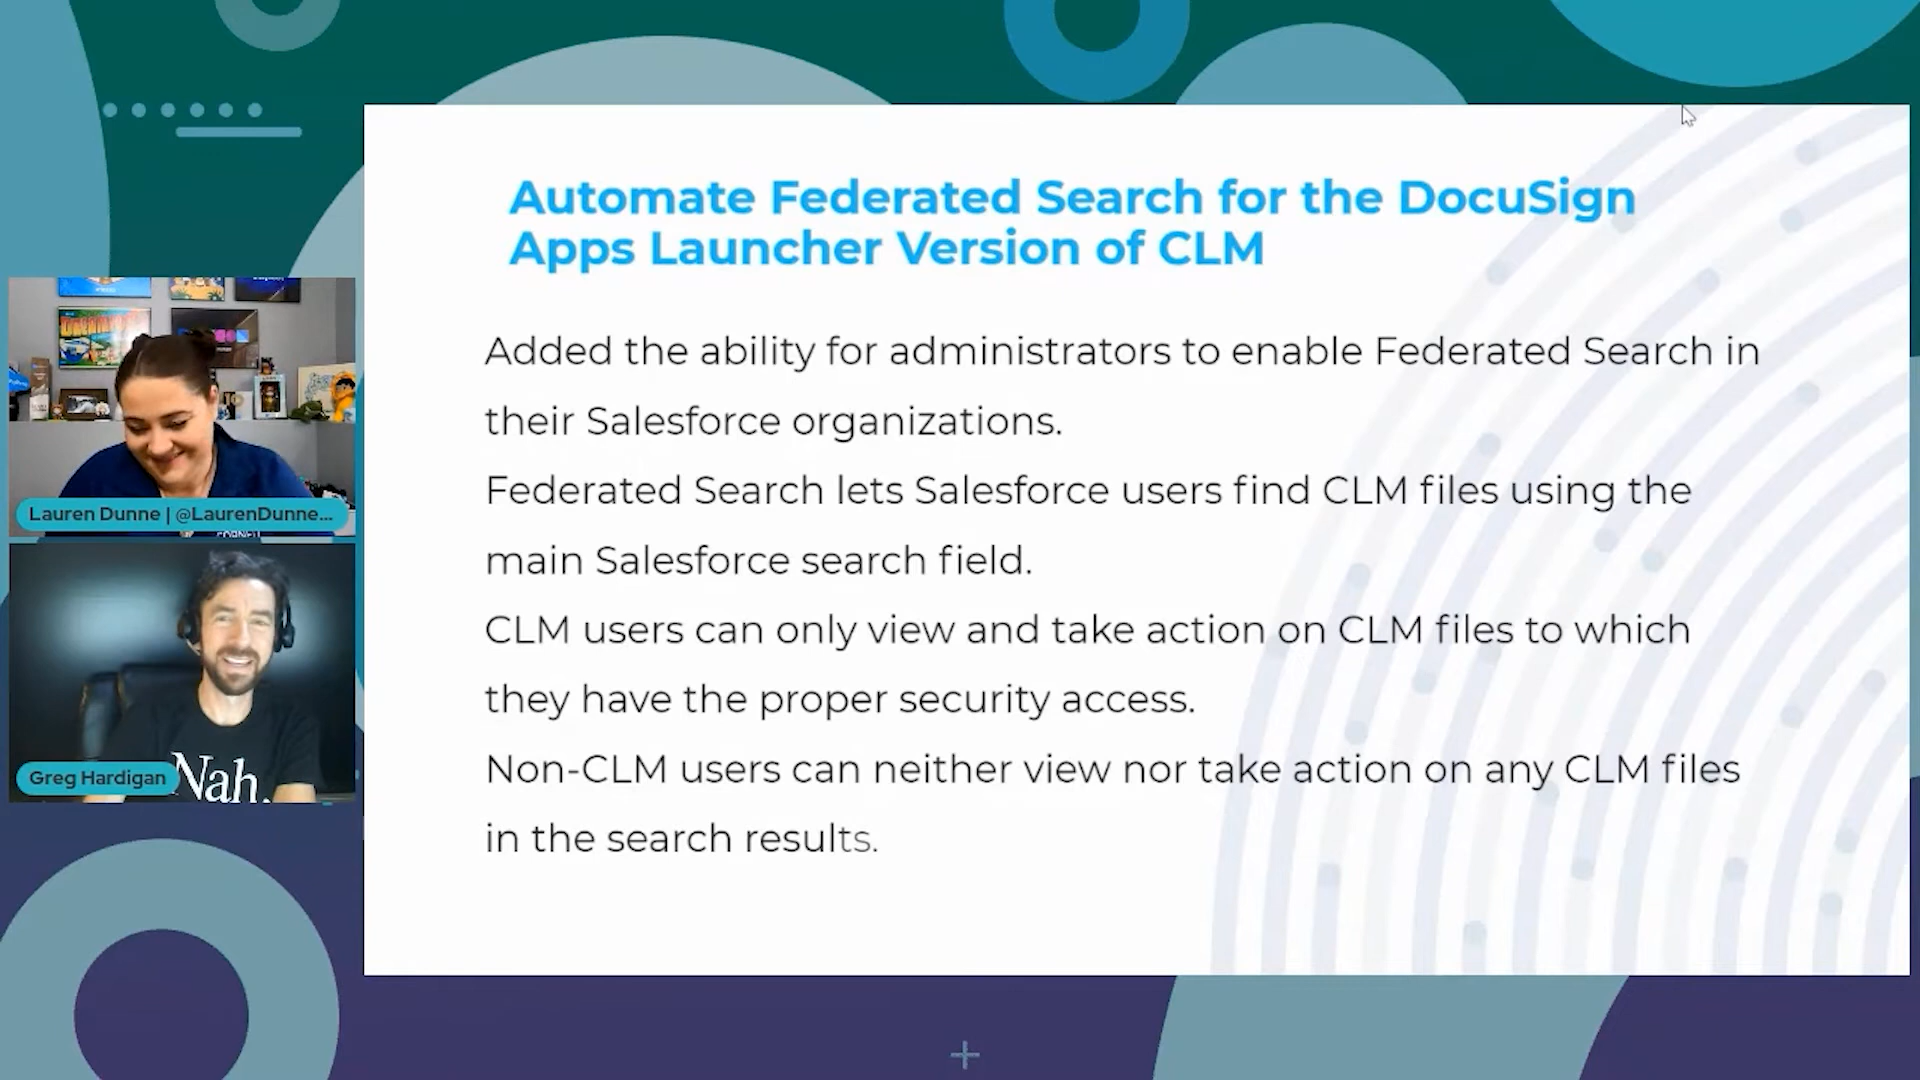 Automate Federated Search for the DocuSign
Apps Launcher Version of CLM
Added the ability for administrators to enable Federated Search in
their Salesforce organizations.
Federated Search lets Salesforce users find CLM files using the
main Salesforce search field.
CLM users can only view and take action on CLM files to which
they have the proper security access.
Non-CLM users can neither view nor take action on any CLM files
in the search results.
Lauren Dunne | @LaurenDunne...
Greg Hardigan
Nah.